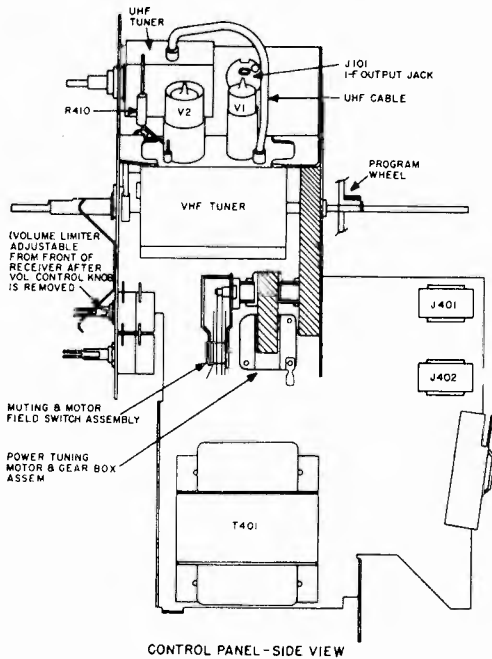 UHF
TUNER
J101
I-F OUTPUT JACK
R410
V2
V1
UHF CABLE
PROGRAM
WHEEL
VHF TUNER
(VOLUME LIMITER
ADJUSTABLE
FROM FRONT OF
RECEIVER AFTER
VOL CONTROL KNOB
IS REMOVED
J401
J402
MUTING & MOTOR
FIELD SWITCH ASSEMBLY
POWER TUNING
MOTOR & GEAR BOX
ASSEM
T401
CONTROL PANEL-SIDE VIEW